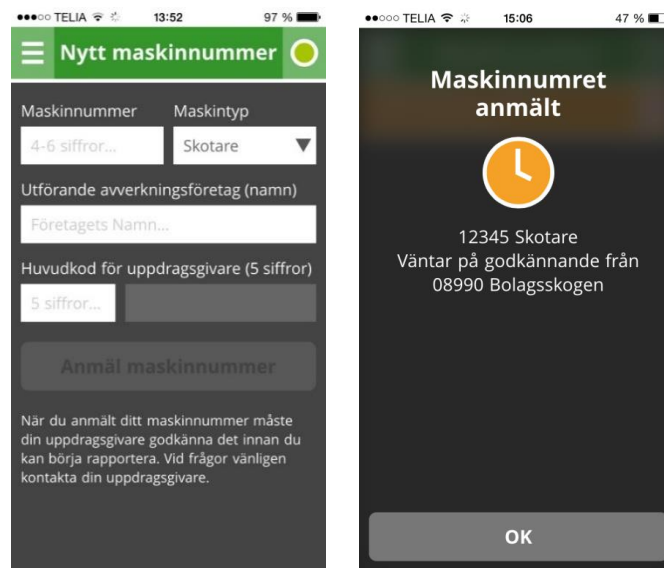 TELIA 13:52 97 %
Nytt maskinnummer
Maskinnummer Maskintyp
4-6 siffror... Skotare
Utförande avverkningsföretag (namn)
Företagets Namn...
Huvudkod för uppdragsgivare (5 siffror)
5 siffror...
Anmäl maskinnummer
När du anmält ditt maskinnummer måste
din uppdragsgivare godkänna det innan du
kan börja rapportera. Vid frågor vänligen
kontakta din uppdragsgivare.
TELIA 15:06 47 %
Maskinnumret
anmält
12345 Skotare
Väntar på godkännande från
08990 Bolagsskogen
OK